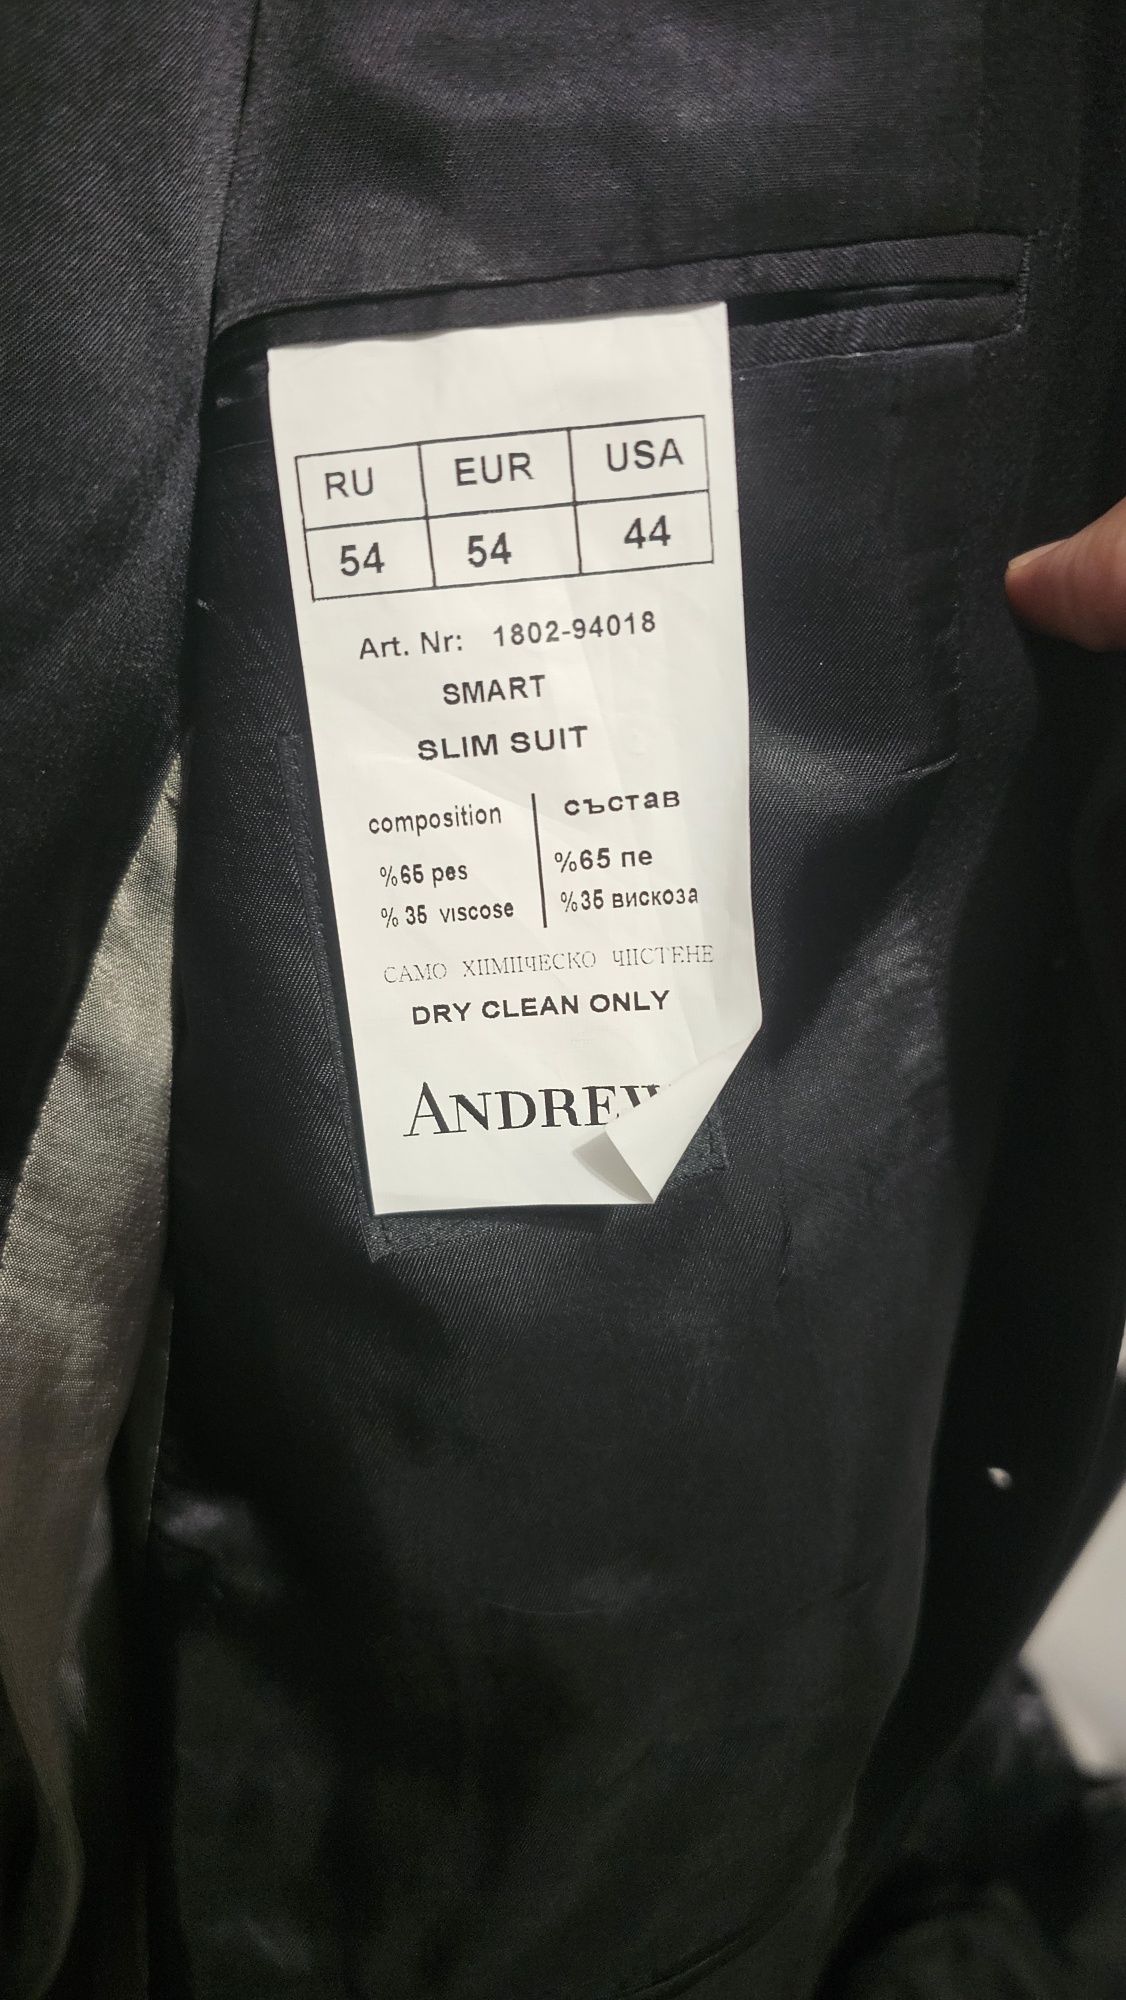 RU EUR USA
54 54 44
Art. Nr: 1802-94018
SMART
SLIM SUIT
composition състав
%65 pes %65 пе
% 35 viscose %35 вискоза
САМО ХИМИЧЕСКО ЧИСТЕНЕ
DRY CLEAN ONLY
ANDREW